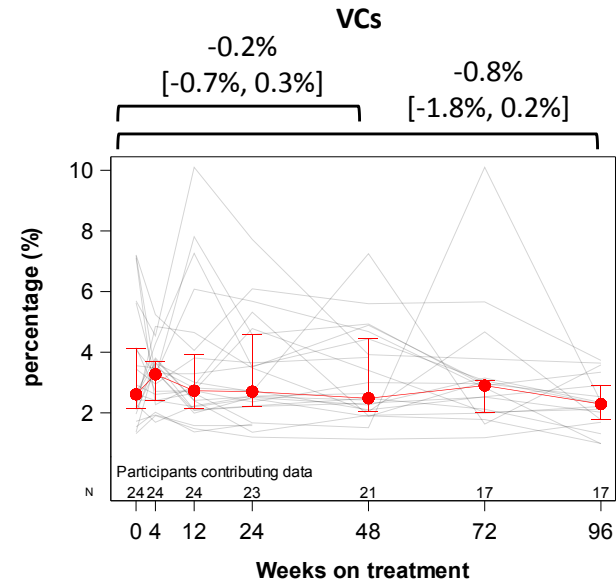 VCs
-0.2%
[-0.7%, 0.3%]
-0.8%
[-1.8%, 0.2%]
percentage (%)
10
8
6
4
2
Participants contributing data
N 24 24 24 23 21 17 17
0 4 12 24 48 72 96
Weeks on treatment